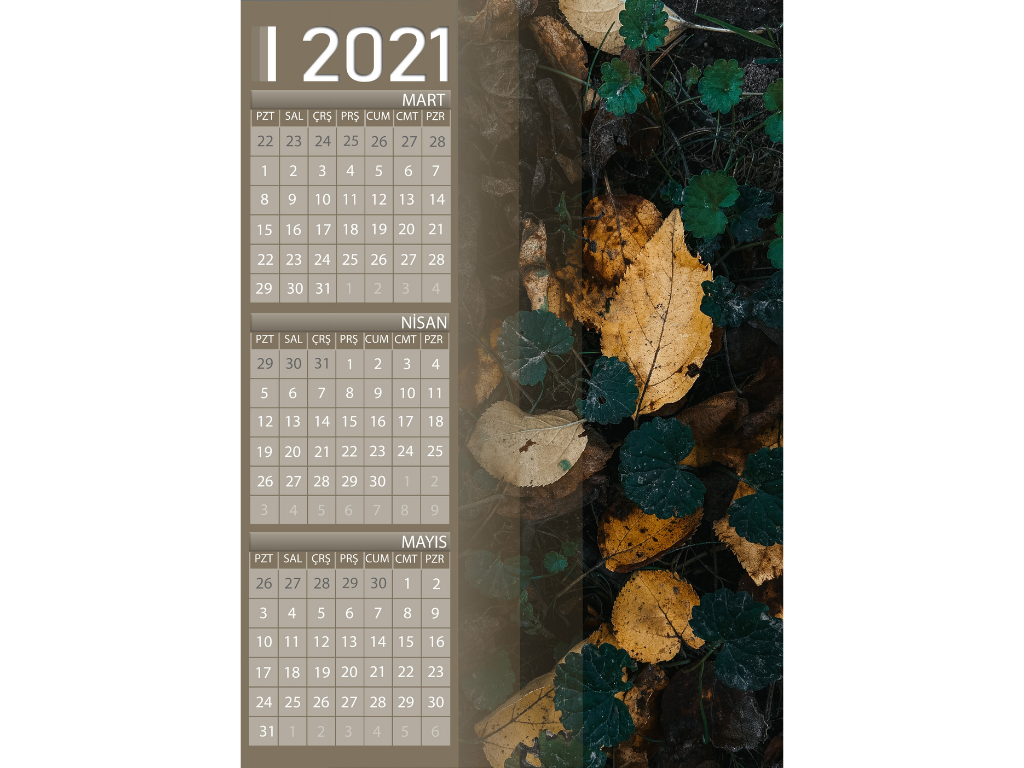 2021
MART
PZT SAL ÇRŞ PRŞ CUM CMT PZR
22 23 24 25 26 27 28
1 2 3 4 5 6 7
8 9 10 11 12 13 14
15 16 17 18 19 20 21
22 23 24 25 26 27 28
29 30 31 1 2 3 4
NİSAN
PZT SAL ÇRŞ PRŞ CUM CMT PZR
29 30 31 1 2 3 4
5 6 7 8 9 10 11
12 13 14 15 16 17 18
19 20 21 22 23 24 25
26 27 28 29 30 1 2
3 4 5 6 7 8 9
MAYIS
PZT SAL ÇRŞ PRŞ CUM CMT PZR
26 27 28 29 30 1 2
3 4 5 6 7 8 9
10 11 12 13 14 15 16
17 18 19 20 21 22 23
24 25 26 27 28 29 30
31 1 2 3 4 5 6